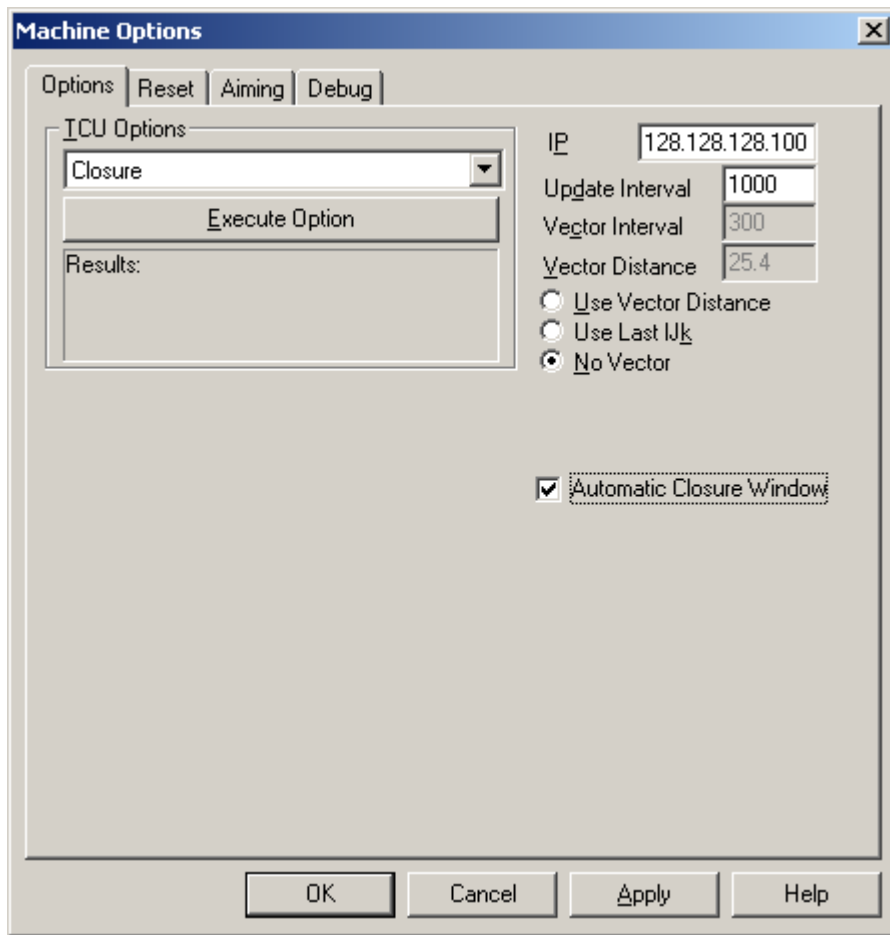 Machine Options
Options Reset Aiming Debug
TCU Options
Closure
Execute Option
Results:
IP 128.128.128.100
Update Interval 1000
Vector Interval 300
Vector Distance 25.4
Use Vector Distance
Use Last IJk
No Vector
Automatic Closure Window
OK Cancel Apply Help